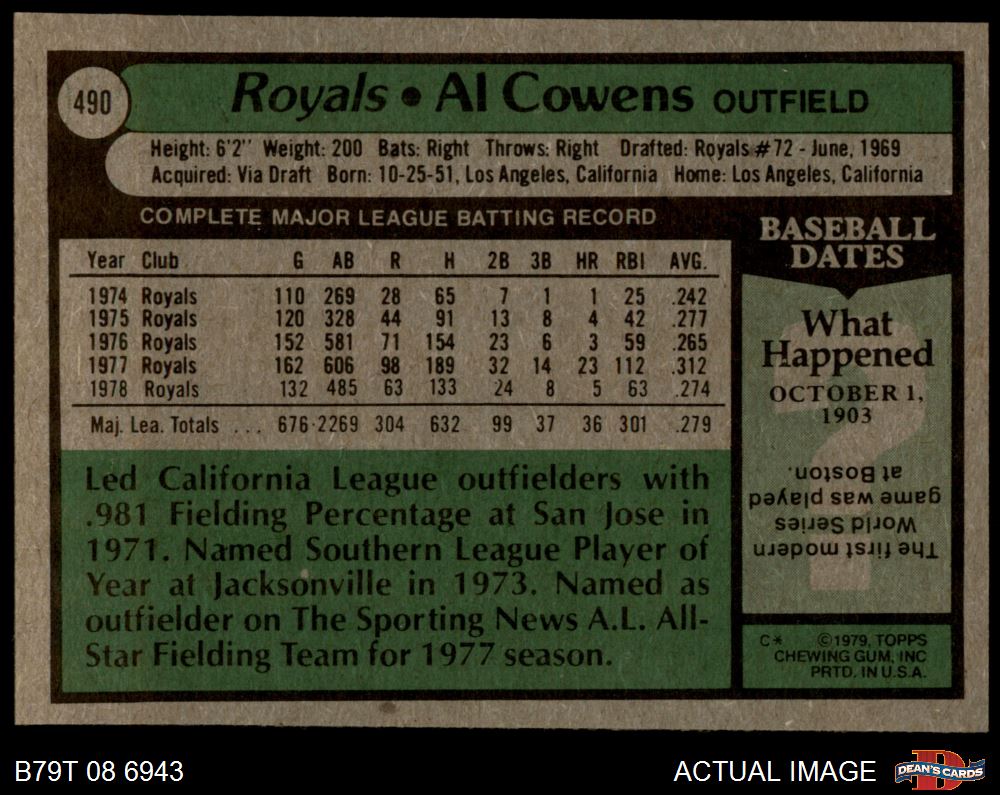 490
Royals • Al Cowens OUTFIELD
Height: 6'2'' Weight: 200 Bats: Right Throws: Right Drafted: Royals #72 - June, 1969
Acquired: Via Draft Born: 10-25-51, Los Angeles, California Home: Los Angeles, California
COMPLETE MAJOR LEAGUE BATTING RECORD
Year Club G AB R H 2B 3B HR RBI AVG.
1974 Royals 110 269 28 65 7 1 1 25 .242
1975 Royals 120 328 44 91 13 8 4 42 .277
1976 Royals 152 581 71 154 23 6 3 59 .265
1977 Royals 162 606 98 189 32 14 23 112 .312
1978 Royals 132 485 63 133 24 8 5 63 .274
Maj. Lea. Totals ... 676 2269 304 632 99 37 36 301 .279
Led California League outfielders with
.981 Fielding Percentage at San Jose in
1971. Named Southern League Player of
Year at Jacksonville in 1973. Named as
outfielder on The Sporting News A.L. All-
Star Fielding Team for 1977 season.
BASEBALL
DATES
What
Happened
OCTOBER 1,
1903
The first modern
World Series
game was played
at Boston.
C* ©1979, TOPPS
CHEWING GUM, INC
PRTD. IN U.S.A.
B79T 08 6943
ACTUAL IMAGE
D
DEAN'S CARDS